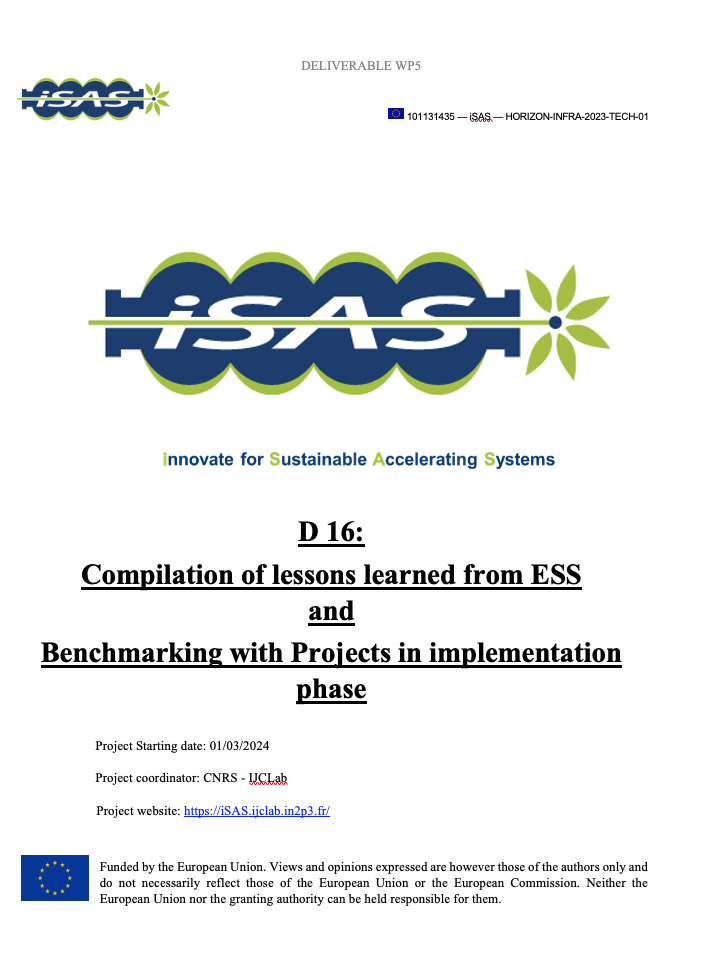 DELIVERABLE WP5
iSAS
101131435 — iSAS — HORIZON-INFRA-2023-TECH-01
iSAS
innovate for Sustainable Accelerating Systems
D 16:
Compilation of lessons learned from ESS
and
Benchmarking with Projects in implementation
phase
Project Starting date: 01/03/2024
Project coordinator: CNRS - IJCLab
Project website: https://iSAS.ijclab.in2p3.fr/
Funded by the European Union. Views and opinions expressed are however those of the authors only and
do not necessarily reflect those of the European Union or the European Commission. Neither the
European Union nor the granting authority can be held responsible for them.